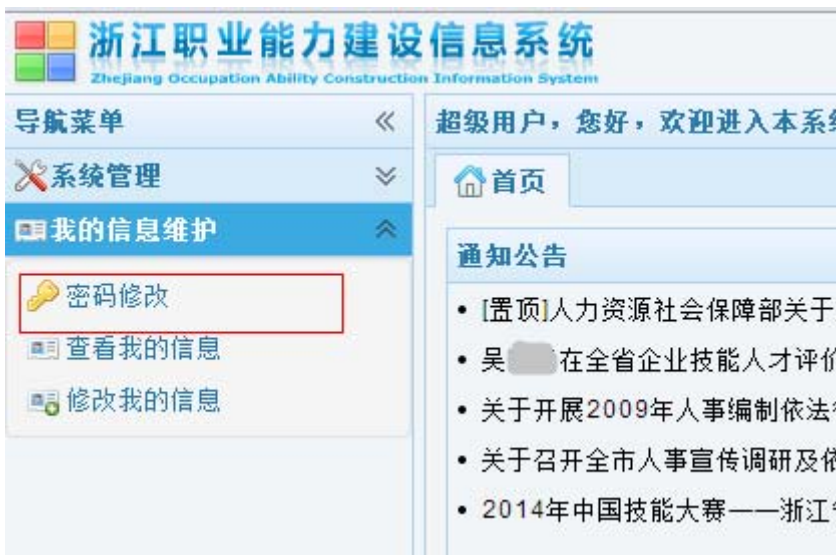 浙江职业能力建设信息系统
Zhejiang Occupation Ability Construction Information System
导航菜单
系统管理
我的信息维护
密码修改
查看我的信息
修改我的信息
超级用户，您好，欢迎进入本系
首页
通知公告
• [置顶]人力资源社会保障部关于
• 吴 在全省企业技能人才评
• 关于开展2009年人事编制依法
• 关于召开全市人事宣传调研及
• 2014年中国技能大赛——浙江